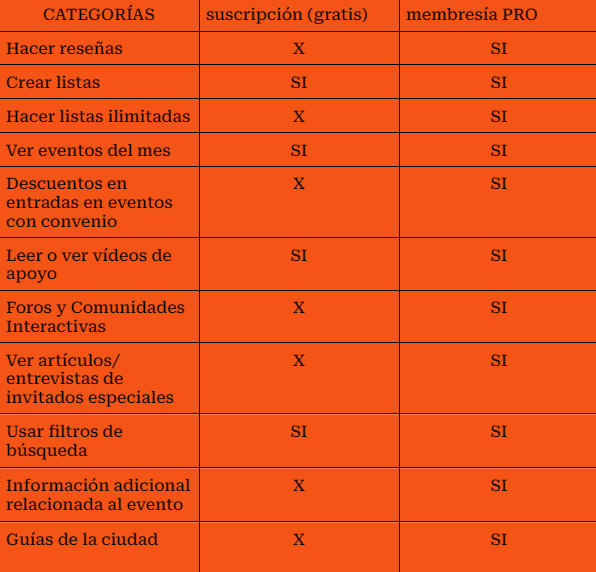 CATEGORÍAS suscripción (gratis) membresía PRO
Hacer reseñas X SI
Crear listas SI SI
Hacer listas ilimitadas X SI
Ver eventos del mes SI SI
Descuentos en X SI
entradas en eventos
con convenio
Leer o ver vídeos de SI SI
apoyo
Foros y Comunidades X SI
Interactivas
Ver artículos/ X SI
entrevistas de
invitados especiales
Usar filtros de SI SI
búsqueda
Información adicional X SI
relacionada al evento
Guías de la ciudad X SI